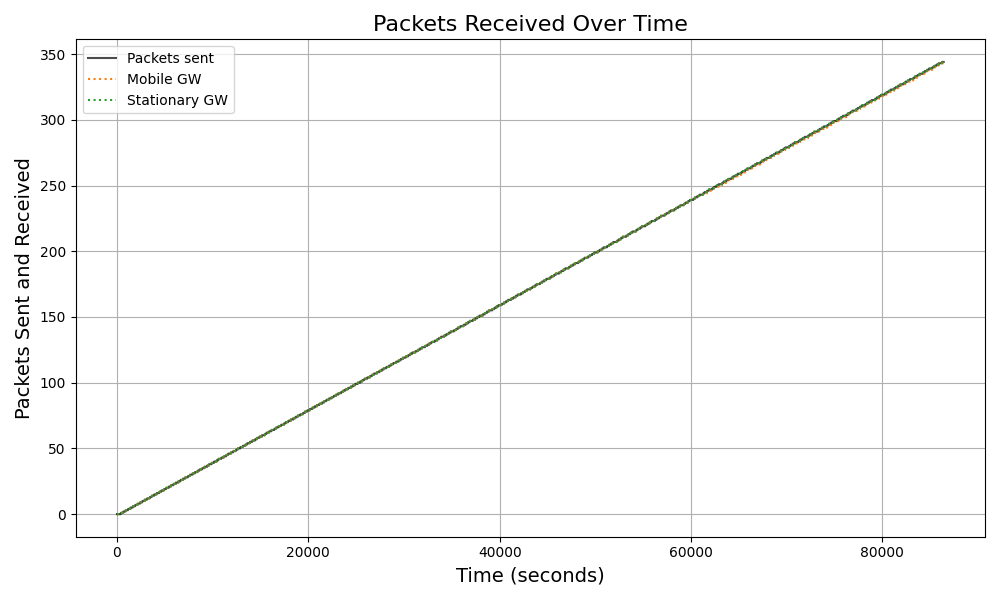 Packets Received Over Time
Packets sent
Mobile GW
Stationary GW
Packets Sent and Received
350
300
250
200
150
100
50
0
0 20000 40000 60000 80000
Time (seconds)